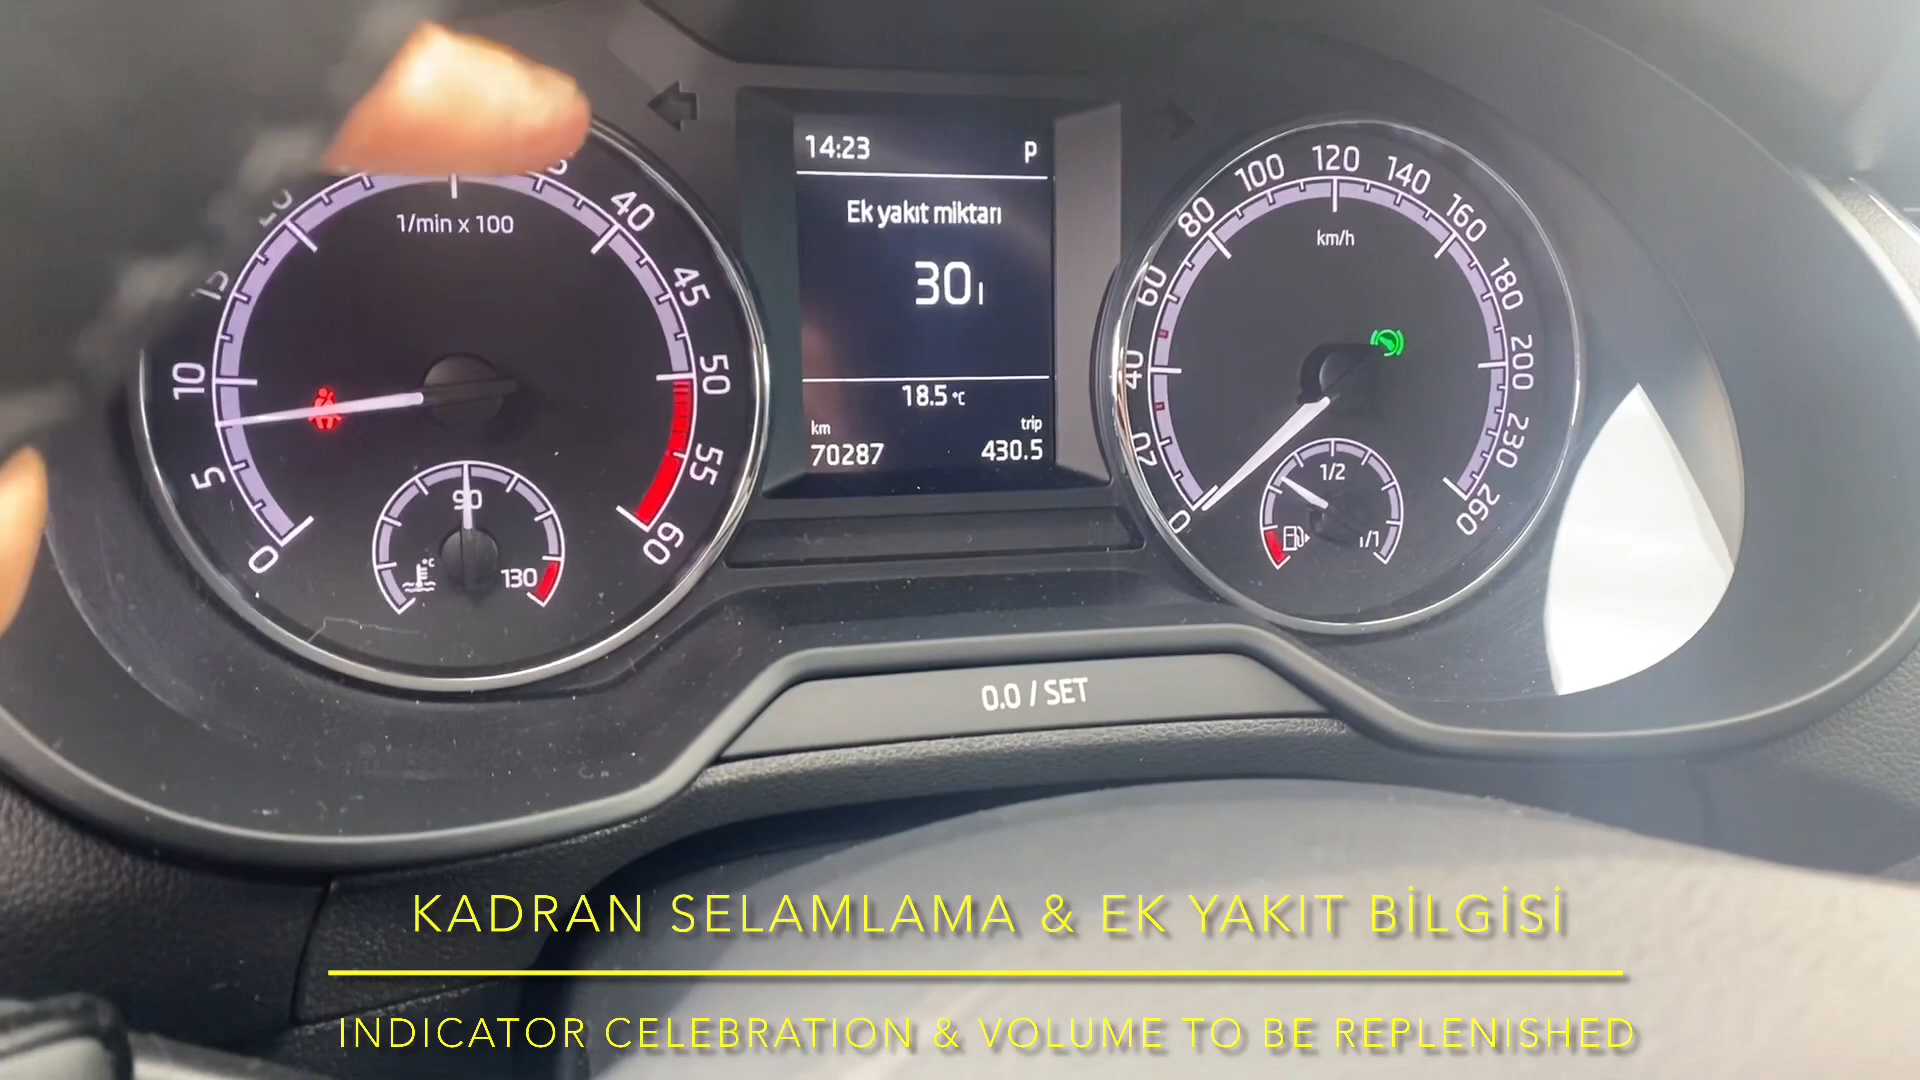 1/min x 100
0
5
10
15
20
40
45
50
55
60
90
130
°C
14:23 P
Ek yakıt miktarı
30 l
18.5 °C
km trip
70287 430.5
km/h
0
20
40
60
80
100
120
140
160
180
200
230
260
1/2
1/1
0.0 / SET
KADRAN SELAMLAMA & EK YAKIT BİLGİSİ
INDICATOR CELEBRATION & VOLUME TO BE REPLENISHED